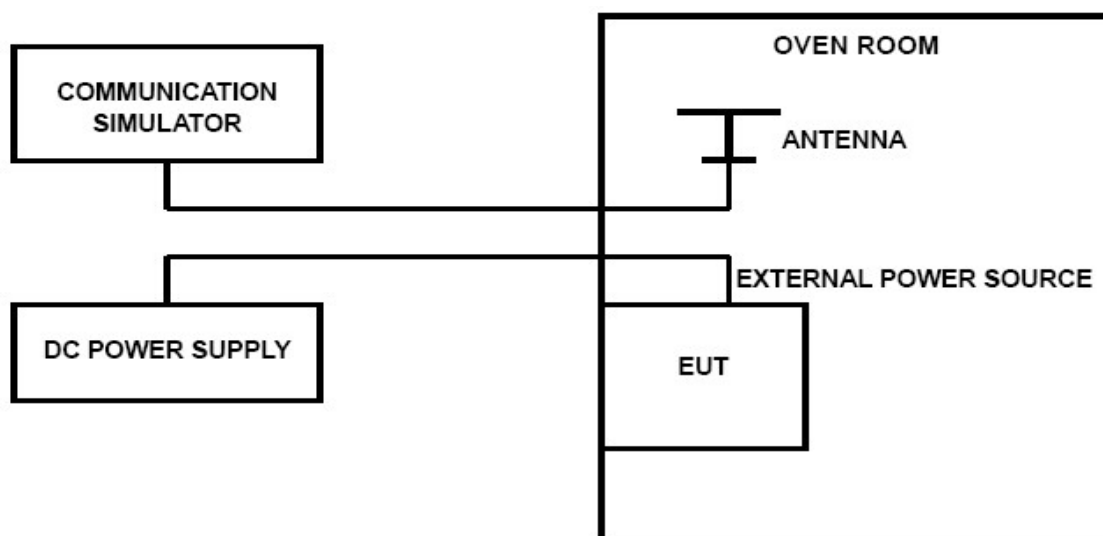 OVEN ROOM
COMMUNICATION
SIMULATOR
ANTENNA
EXTERNAL POWER SOURCE
DC POWER SUPPLY
EUT